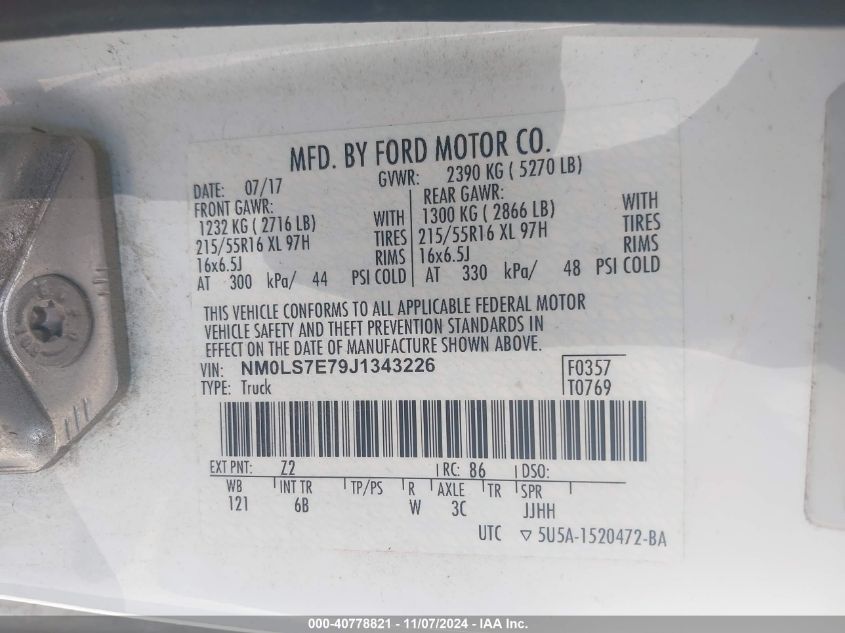 MFD. BY FORD MOTOR CO.
DATE: 07/17 GVWR: 2390 KG ( 5270 LB)
FRONT GAWR: REAR GAWR:
1232 KG ( 2716 LB) WITH 1300 KG ( 2866 LB) WITH
215/55R16 XL 97H TIRES 215/55R16 XL 97H TIRES
16x6.5J RIMS 16x6.5J RIMS
AT 300 kPa/ 44 PSI COLD AT 330 kPa/ 48 PSI COLD
THIS VEHICLE CONFORMS TO ALL APPLICABLE FEDERAL MOTOR
VEHICLE SAFETY AND THEFT PREVENTION STANDARDS IN
EFFECT ON THE DATE OF MANUFACTURE SHOWN ABOVE.
VIN: NM0LS7E79J1343226 F0357
TYPE: Truck T0769
EXT PNT: Z2 RC: 86 DSO:
WB INT TR TP/PS R AXLE TR SPR
121 6B W 3C JJHH
UTC ▽ 5U5A-1520472-BA
000-40778821 - 11/07/2024 - IAA Inc.